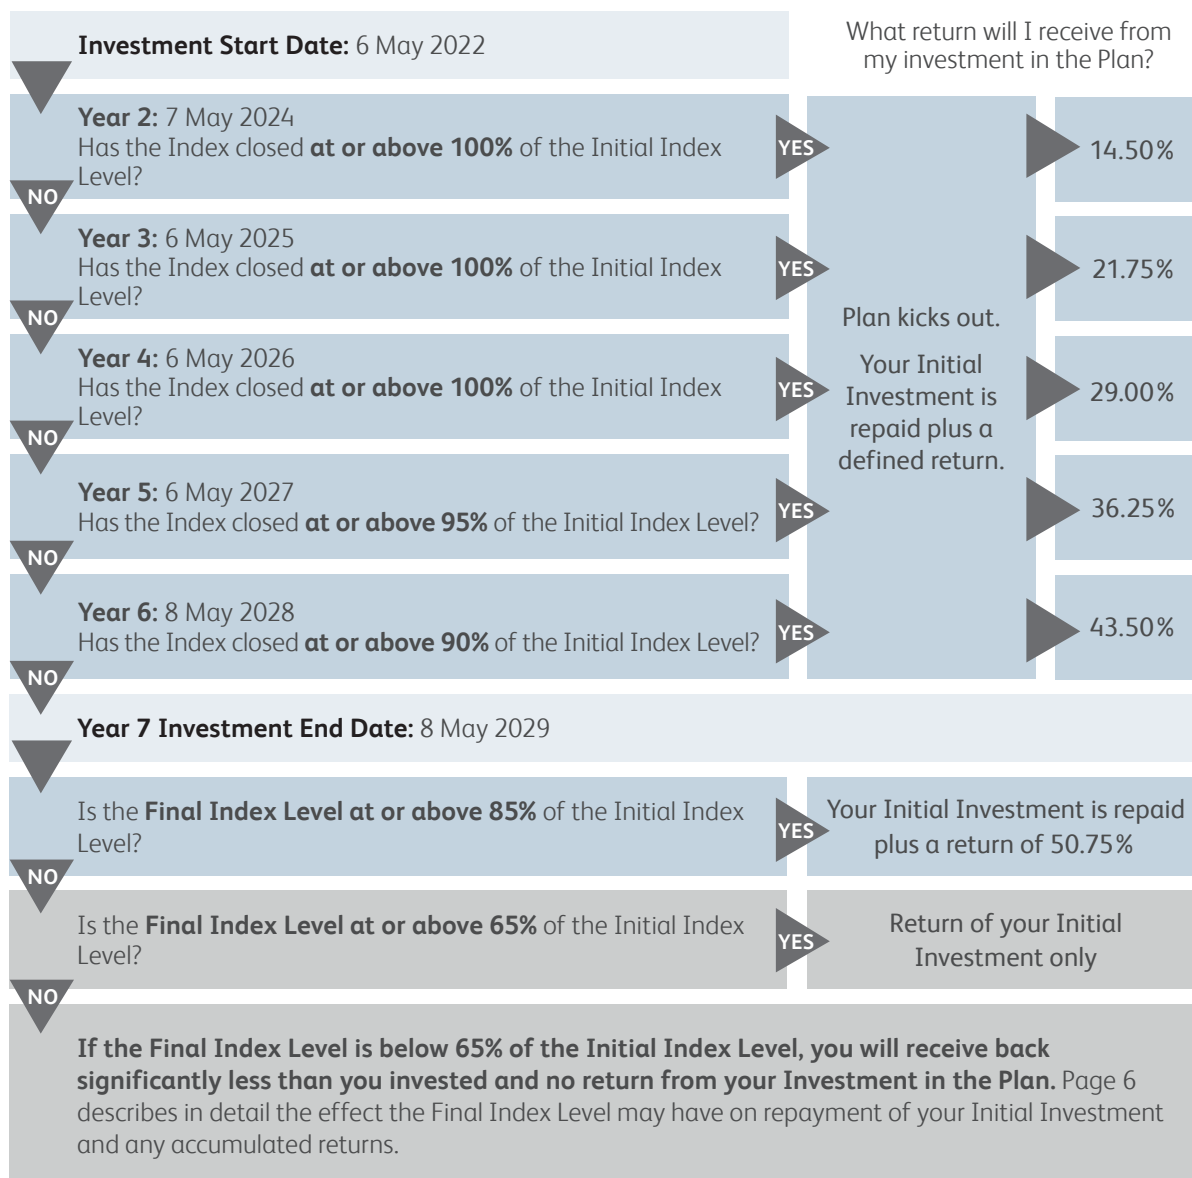 Investment Start Date: 6 May 2022
What return will I receive from
my investment in the Plan?
Year 2: 7 May 2024
Has the Index closed at or above 100% of the Initial Index
Level?
YES
14.50%
NO
Year 3: 6 May 2025
Has the Index closed at or above 100% of the Initial Index
Level?
YES
21.75%
NO
Plan kicks out.
Your Initial
Investment is
repaid plus a
defined return.
Year 4: 6 May 2026
Has the Index closed at or above 100% of the Initial Index
Level?
YES
29.00%
NO
Year 5: 6 May 2027
Has the Index closed at or above 95% of the Initial Index Level?
YES
36.25%
NO
Year 6: 8 May 2028
Has the Index closed at or above 90% of the Initial Index Level?
YES
43.50%
NO
Year 7 Investment End Date: 8 May 2029
Is the Final Index Level at or above 85% of the Initial Index
Level?
YES
Your Initial Investment is repaid
plus a return of 50.75%
NO
Is the Final Index Level at or above 65% of the Initial Index
Level?
YES
Return of your Initial
Investment only
NO
If the Final Index Level is below 65% of the Initial Index Level, you will receive back
significantly less than you invested and no return from your Investment in the Plan. Page 6
describes in detail the effect the Final Index Level may have on repayment of your Initial Investment
and any accumulated returns.